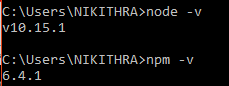 C:\Users\NIKITHRA>node -v
v10.15.1
C:\Users\NIKITHRA>npm -v
6.4.1